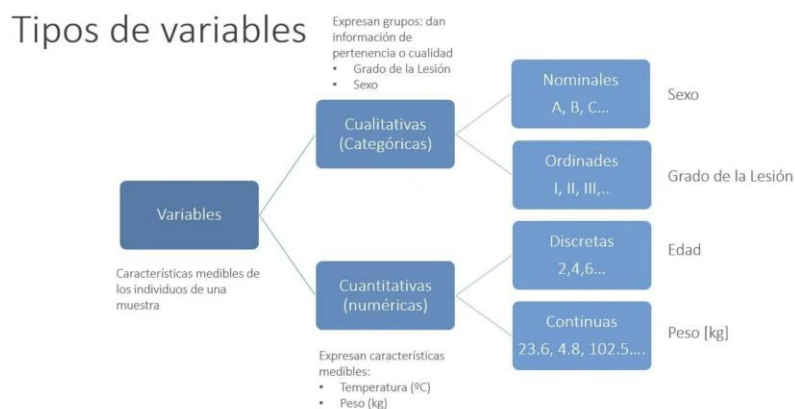 Tipos de variables
Expresan grupos: dan
información de
pertenencia o cualidad
• Grado de la Lesión
• Sexo
Cualitativas
(Categóricas)
Nominales
A, B, C...
Sexo
Ordinades
I, II, III,..
Grado de la Lesión
Variables
Características medibles de
los individuos de una
muestra
Cuantitativas
(numéricas)
Discretas
2,4,6...
Edad
Continuas
23.6, 4.8, 102.5....
Peso [kg]
Expresan características
medibles:
• Temperatura (ºC)
• Peso (kg)